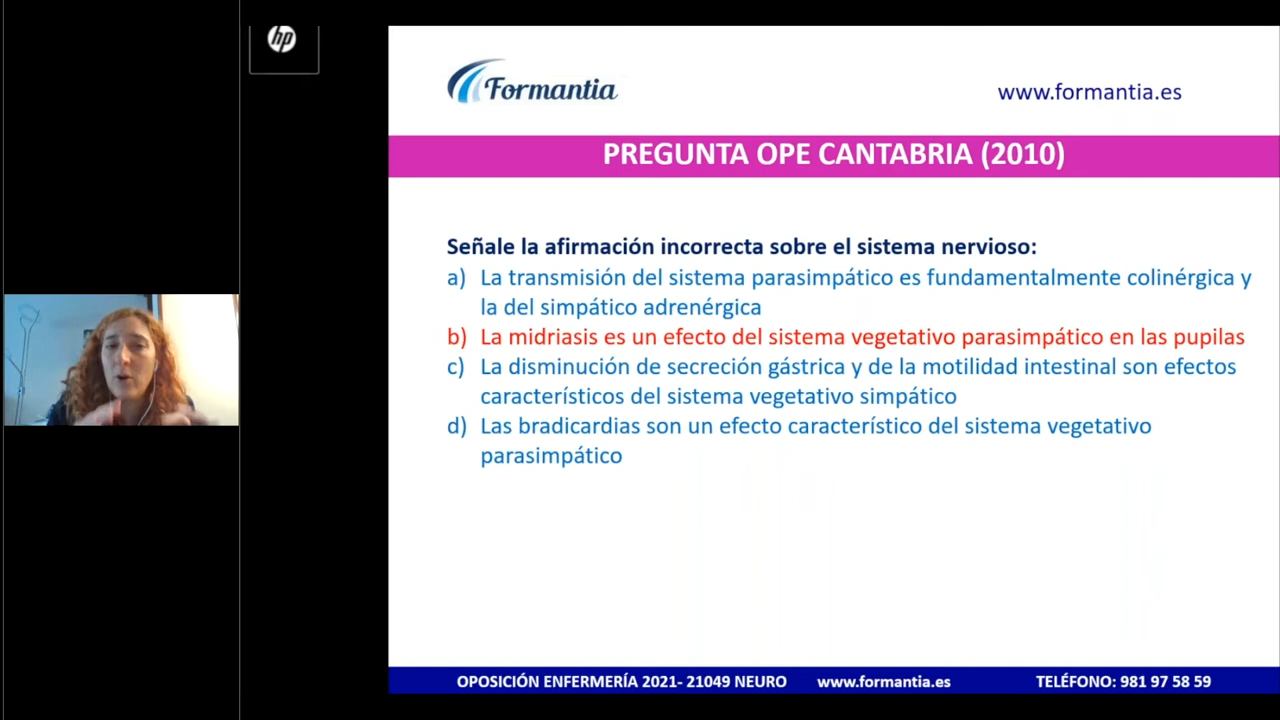 hp
Formantia
www.formantia.es
PREGUNTA OPE CANTABRIA (2010)
Señale la afirmación incorrecta sobre el sistema nervioso:
a) La transmisión del sistema parasimpático es fundamentalmente colinérgica y
la del simpático adrenérgica
b) La midriasis es un efecto del sistema vegetativo parasimpático en las pupilas
c) La disminución de secreción gástrica y de la motilidad intestinal son efectos
característicos del sistema vegetativo simpático
d) Las bradicardias son un efecto característico del sistema vegetativo
parasimpático
OPOSICIÓN ENFERMERÍA 2021- 21049 NEURO www.formantia.es TELÉFONO: 981 97 58 59